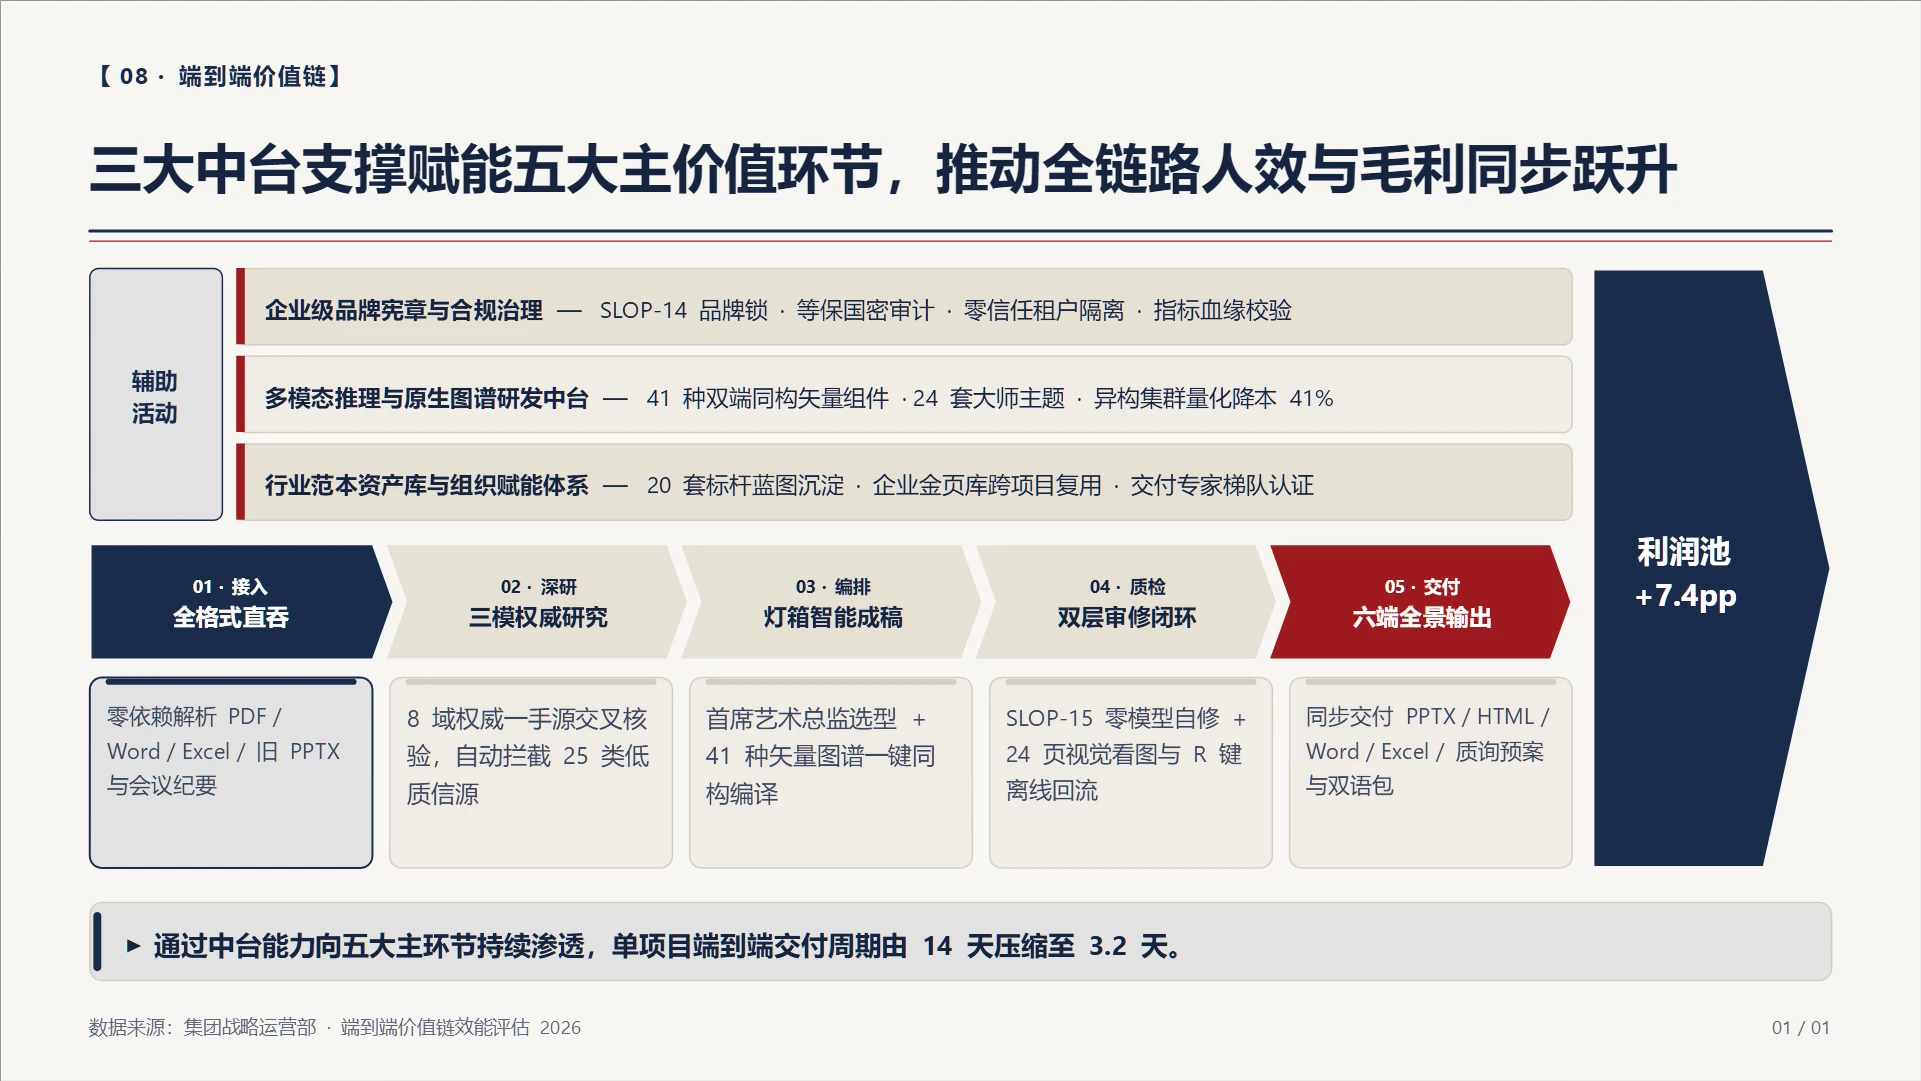 【 08 · 端到端价值链】
三大中台支撑赋能五大主价值环节，推动全链路人效与毛利同步跃升
辅助
活动
企业级品牌宪章与合规治理 — SLOP-14 品牌锁 · 等保国密审计 · 零信任租户隔离 · 指标血缘校验
多模态推理与原生图谱研发中台 — 41 种双端同构矢量组件 · 24 套大师主题 · 异构集群量化降本 41%
行业范本资产库与组织赋能体系 — 20 套标杆蓝图沉淀 · 企业金页库跨项目复用 · 交付专家梯队认证
利润池
+7.4pp
01 · 接入
全格式直吞
02 · 深研
三模权威研究
03 · 编排
灯箱智能成稿
04 · 质检
双层审修闭环
05 · 交付
六端全景输出
零依赖解析 PDF /
Word / Excel / 旧 PPTX
与会议纪要
8 域权威一手源交叉核
验，自动拦截 25 类低
质信源
首席艺术总监选型 +
41 种矢量图谱一键同
构编译
SLOP-15 零模型自修 +
24 页视觉看图与 R 键
离线回流
同步交付 PPTX / HTML /
Word / Excel / 质询预案
与双语包
▸ 通过中台能力向五大主环节持续渗透，单项目端到端交付周期由 14 天压缩至 3.2 天。
数据来源：集团战略运营部 · 端到端价值链效能评估 2026
01 / 01